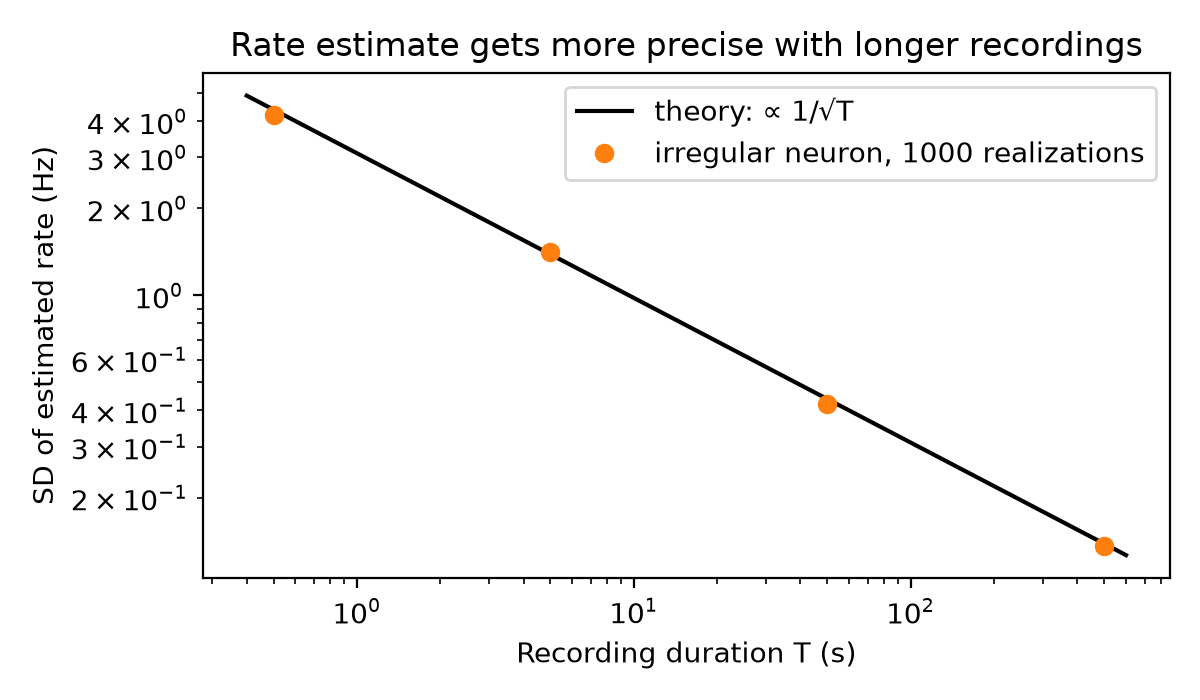 Rate estimate gets more precise with longer recordings
theory: ∝ 1/√T
irregular neuron, 1000 realizations
SD of estimated rate (Hz)
4 × 10⁰
3 × 10⁰
2 × 10⁰
10⁰
6 × 10⁻¹
4 × 10⁻¹
3 × 10⁻¹
2 × 10⁻¹
10⁰ 10¹ 10²
Recording duration T (s)